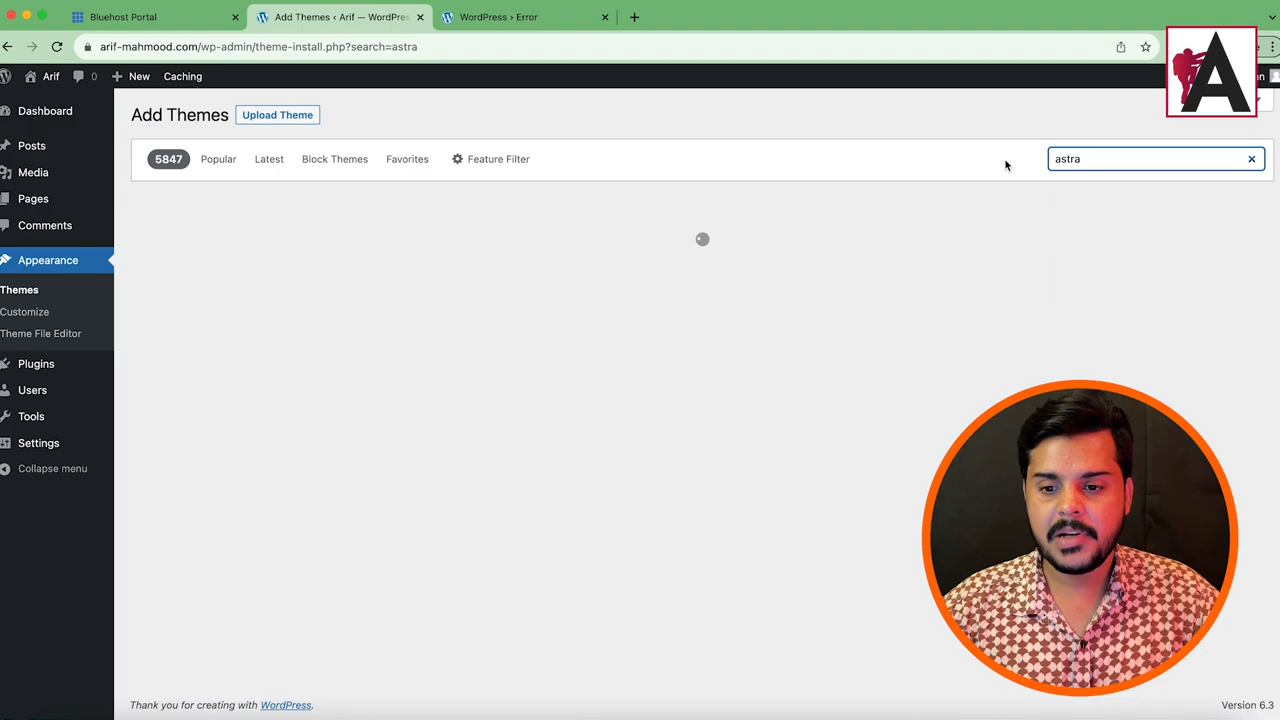 Bluehost Portal
Add Themes ‹ Arif — WordPres
WordPress › Error
arif-mahmood.com/wp-admin/theme-install.php?search=astra
Arif
0
New
Caching
A
Dashboard
Posts
Media
Pages
Comments
Appearance
Themes
Customize
Theme File Editor
Plugins
Users
Tools
Settings
Collapse menu
Add Themes
Upload Theme
5847
Popular
Latest
Block Themes
Favorites
Feature Filter
astra
Thank you for creating with WordPress.
Version 6.3